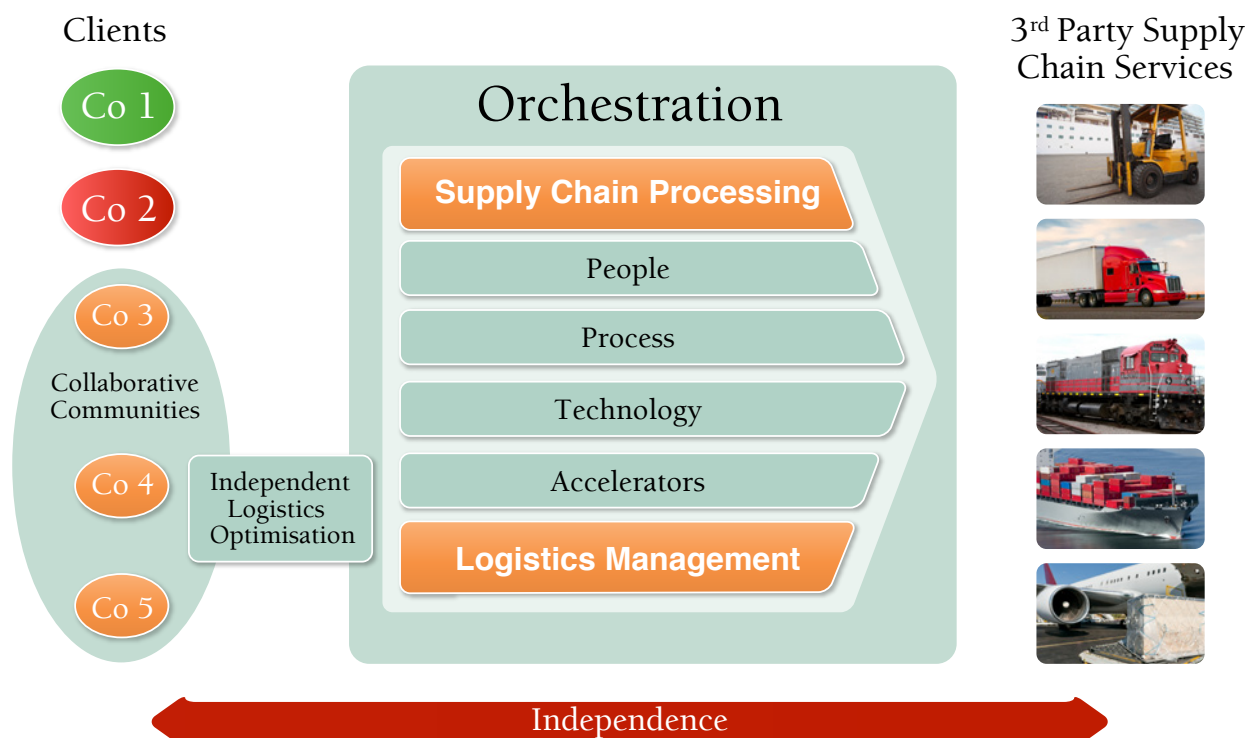 Clients
Co 1
Co 2
Co 3
Collaborative
Communities
Co 4
Co 5
Independent
Logistics
Optimisation
Orchestration
Supply Chain Processing
People
Process
Technology
Accelerators
Logistics Management
3rd Party Supply
Chain Services
Independence